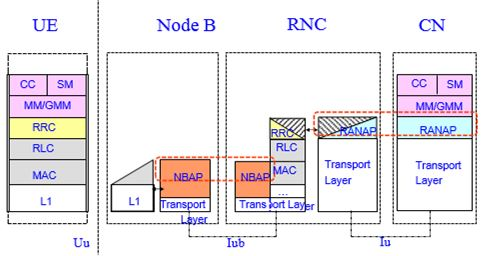 UE Node B RNC CN
CC SM
MM/GMM
RRC
RLC
MAC
L1
L1
NBAP
Transport
Layer
NBAP
RRC
RLC
MAC
...
Transport Layer
RANAP
Transport
Layer
CC SM
MM/GMM
RANAP
Transport
Layer
Uu Iub Iu